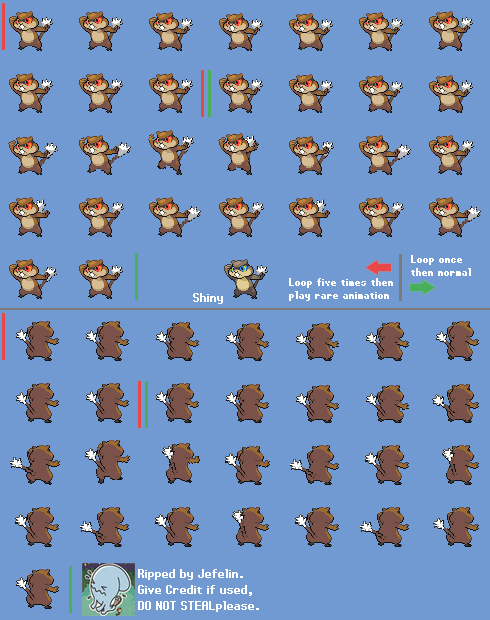 Loop once
then normal
Loop five times then
play rare animation
Shiny
Ripped by Jefelin.
Give Credit if used,
DO NOT STEALplease.